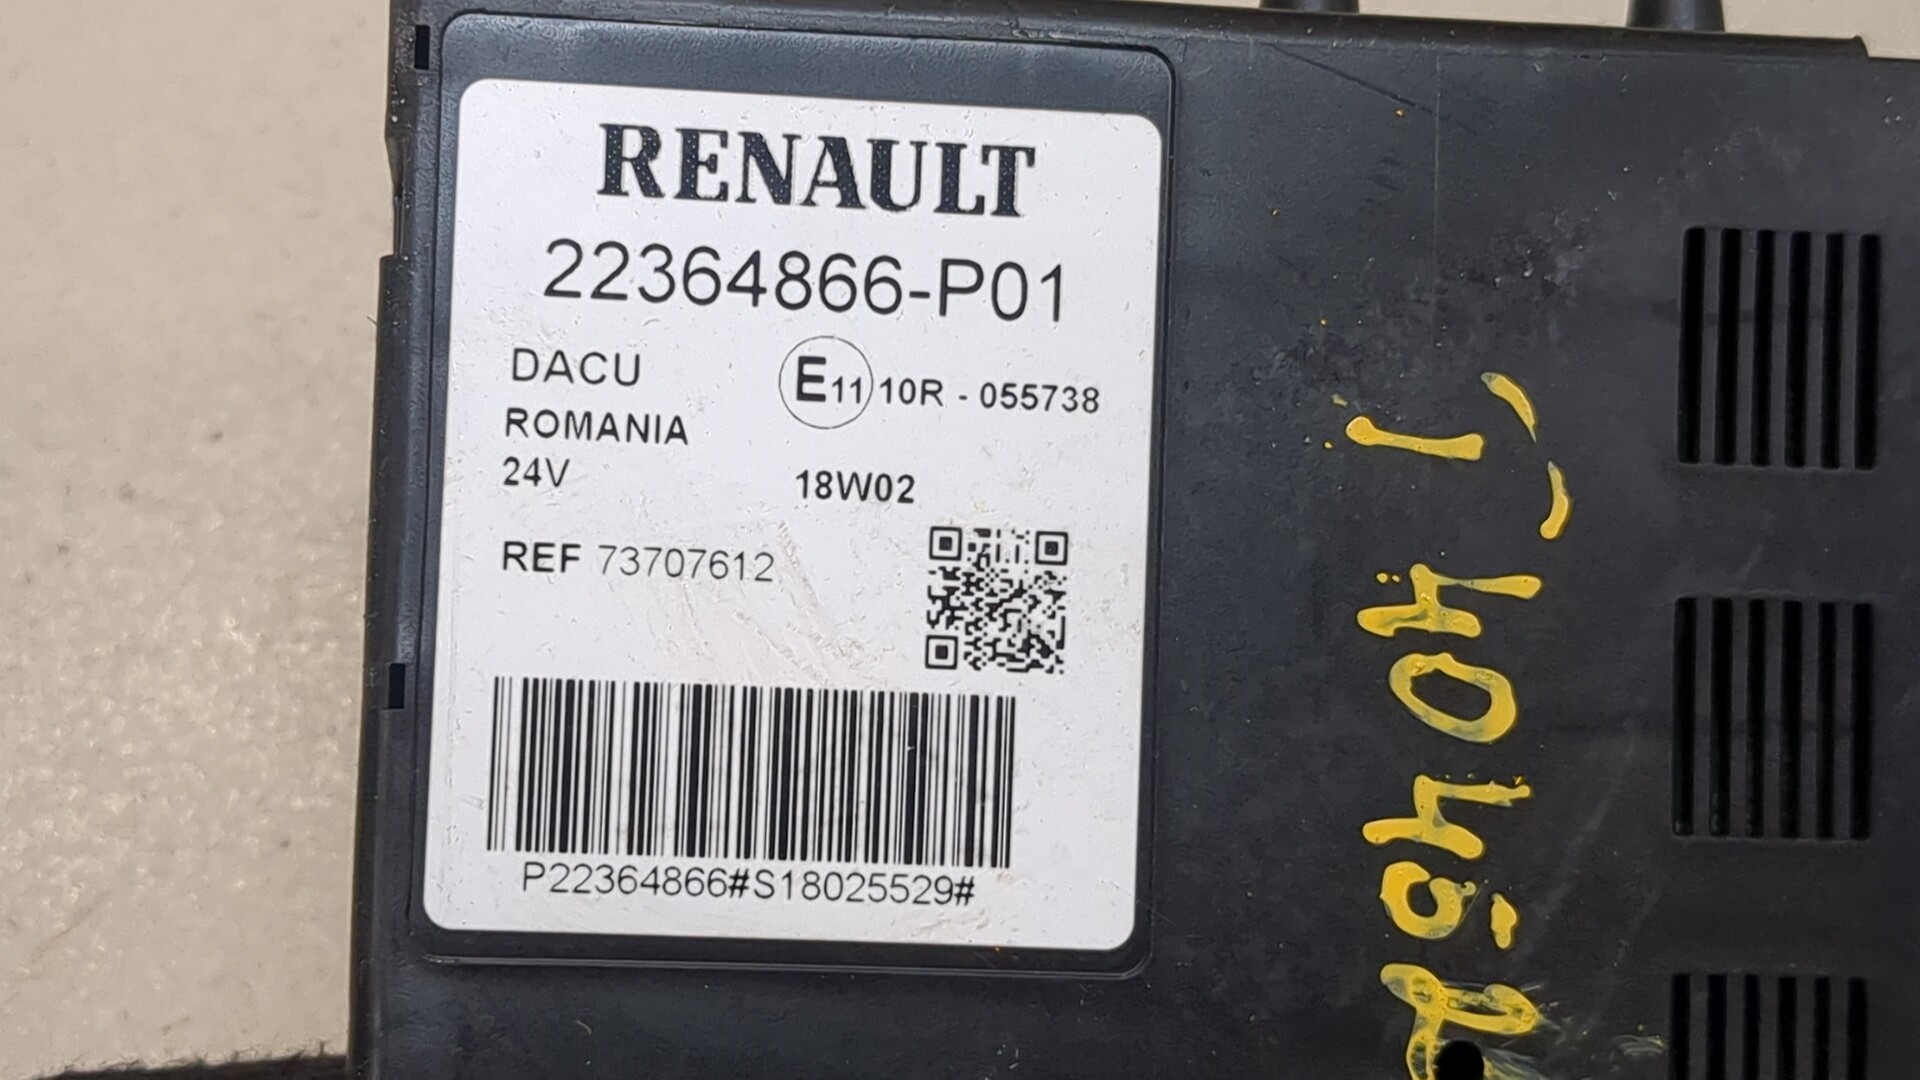 RENAULT
22364866-P01
DACU
E11 10R - 055738
ROMANIA
24V
18W02
REF 73707612
P22364866#S18025529#